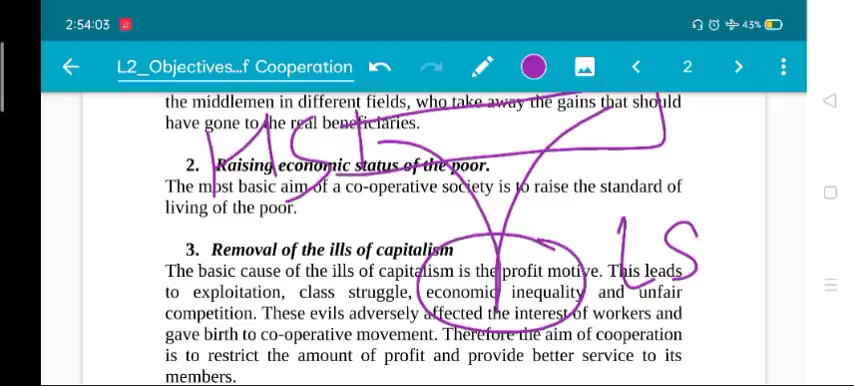 2:54:03 43%
L2_Objectives...f Cooperation 2
the middlemen in different fields, who take away the gains that should
have gone to the real beneficiaries.
2. Raising economic status of the poor.
The most basic aim of a co-operative society is to raise the standard of
living of the poor.
3. Removal of the ills of capitalism
The basic cause of the ills of capitalism is the profit motive. This leads
to exploitation, class struggle, economic inequality and unfair
competition. These evils adversely affected the interest of workers and
gave birth to co-operative movement. Therefore the aim of cooperation
is to restrict the amount of profit and provide better service to its
members.